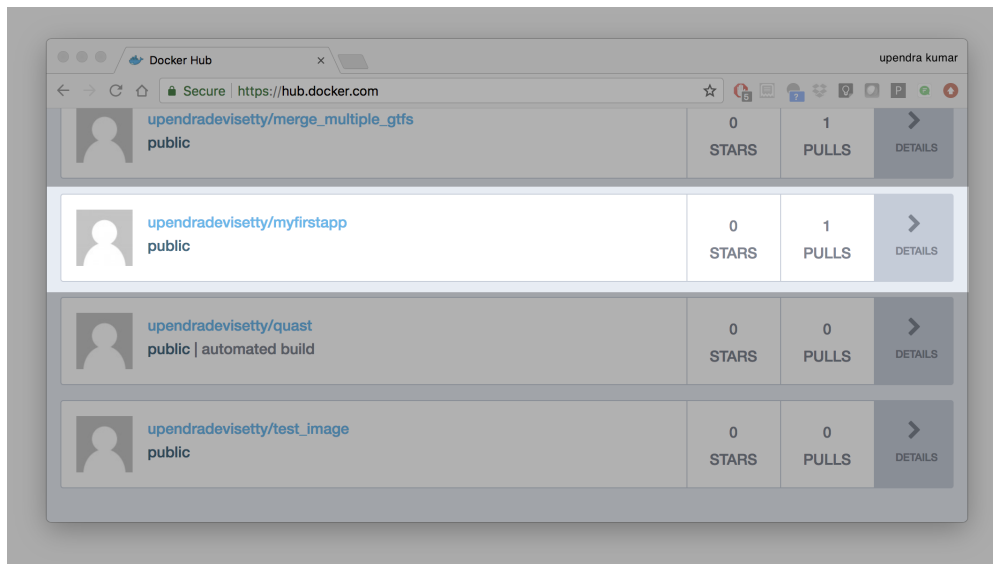 Docker Hub
upendra kumar
Secure https://hub.docker.com
5
7
P
upendradevisetty/merge_multiple_gtfs
public
0
STARS
1
PULLS
DETAILS
upendradevisetty/myfirstapp
public
0
STARS
1
PULLS
DETAILS
upendradevisetty/quast
public | automated build
0
STARS
0
PULLS
DETAILS
upendradevisetty/test_image
public
0
STARS
0
PULLS
DETAILS